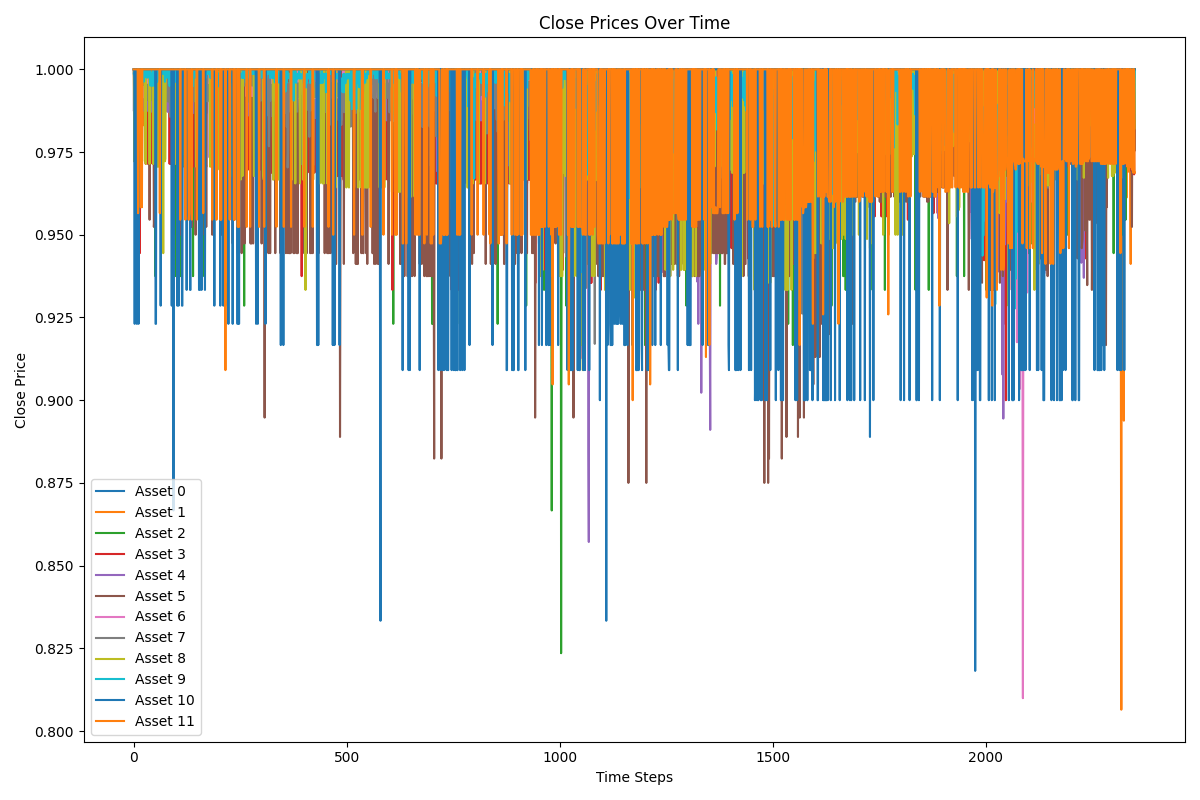 Close Prices Over Time
Close Price
1.000
0.975
0.950
0.925
0.900
0.875
0.850
0.825
0.800
Asset 0
Asset 1
Asset 2
Asset 3
Asset 4
Asset 5
Asset 6
Asset 7
Asset 8
Asset 9
Asset 10
Asset 11
0 500 1000 1500 2000
Time Steps